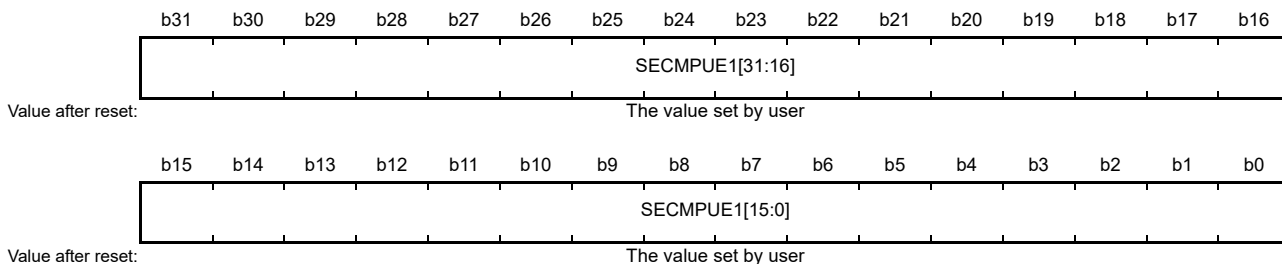 b31 b30 b29 b28 b27 b26 b25 b24 b23 b22 b21 b20 b19 b18 b17 b16
SECMPUE1[31:16]
Value after reset: The value set by user
b15 b14 b13 b12 b11 b10 b9 b8 b7 b6 b5 b4 b3 b2 b1 b0
SECMPUE1[15:0]
Value after reset: The value set by user